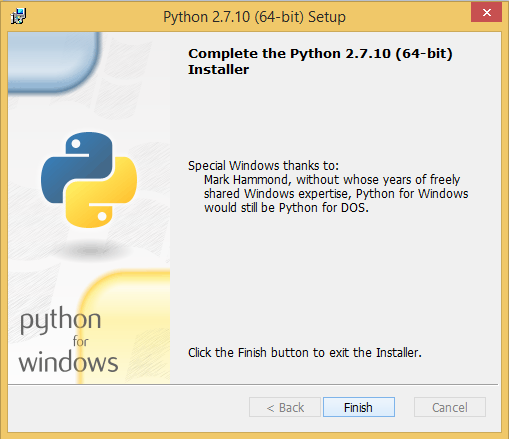 Python 2.7.10 (64-bit) Setup
Complete the Python 2.7.10 (64-bit)
Installer
Special Windows thanks to:
Mark Hammond, without whose years of freely
shared Windows expertise, Python for Windows
would still be Python for DOS.
python
for
windows
Click the Finish button to exit the Installer.
< Back
Finish
Cancel